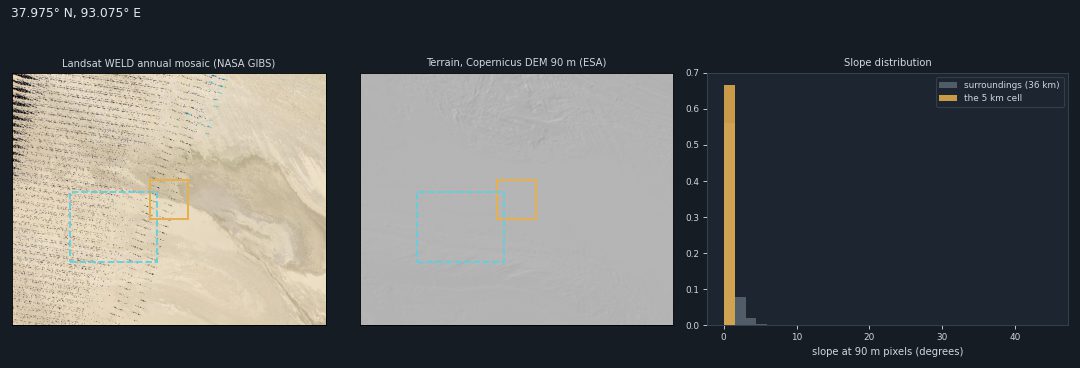 37.975° N, 93.075° E
Landsat WELD annual mosaic (NASA GIBS)
Terrain, Copernicus DEM 90 m (ESA)
Slope distribution
surroundings (36 km)
the 5 km cell
0.7
0.6
0.5
0.4
0.3
0.2
0.1
0.0
0 10 20 30 40
slope at 90 m pixels (degrees)